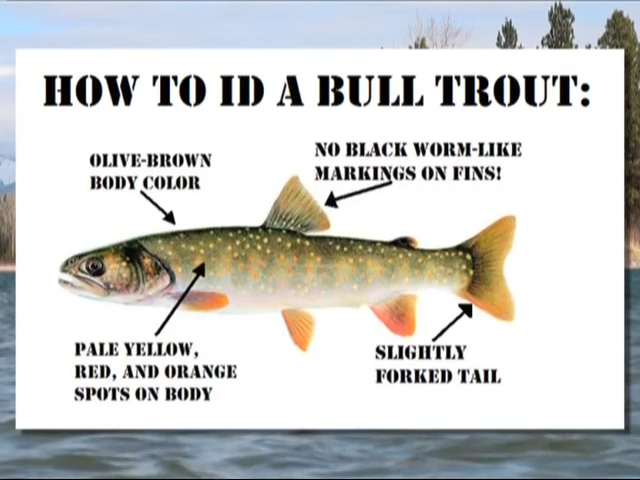 HOW TO ID A BULL TROUT:
NO BLACK WORM-LIKE
MARKINGS ON FINS!
OLIVE-BROWN
BODY COLOR
PALE YELLOW,
RED, AND ORANGE
SPOTS ON BODY
SLIGHTLY
FORKED TAIL